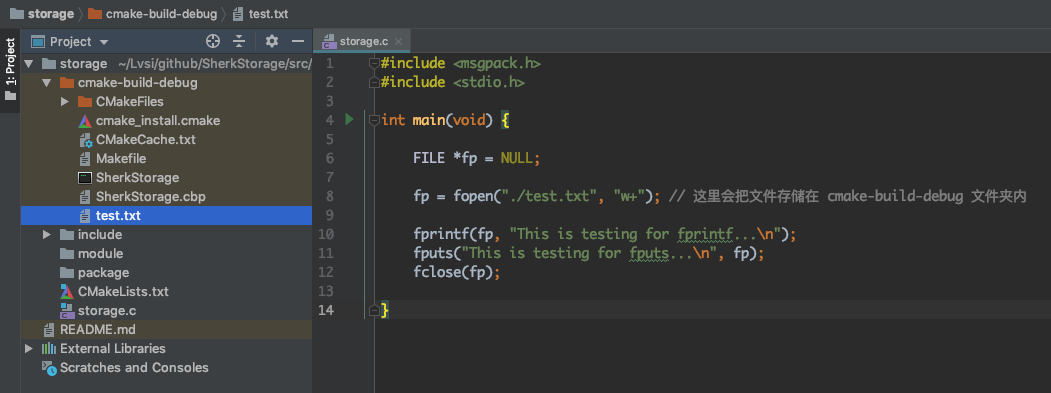 storage cmake-build-debug test.txt
1: Project
Project
storage.c
storage ~/Lvsi/github/SherkStorage/src/
cmake-build-debug
CMakeFiles
cmake_install.cmake
CMakeCache.txt
Makefile
SherkStorage
SherkStorage.cbp
test.txt
include
module
package
CMakeLists.txt
storage.c
README.md
External Libraries
Scratches and Consoles
1 #include <msgpack.h>
2 #include <stdio.h>
3
4 int main(void) {
5
6 FILE *fp = NULL;
7
8 fp = fopen("./test.txt", "w+"); // 这里会把文件存储在 cmake-build-debug 文件夹内
9
10 fprintf(fp, "This is testing for fprintf...\n");
11 fputs("This is testing for fputs...\n", fp);
12 fclose(fp);
13
14 }